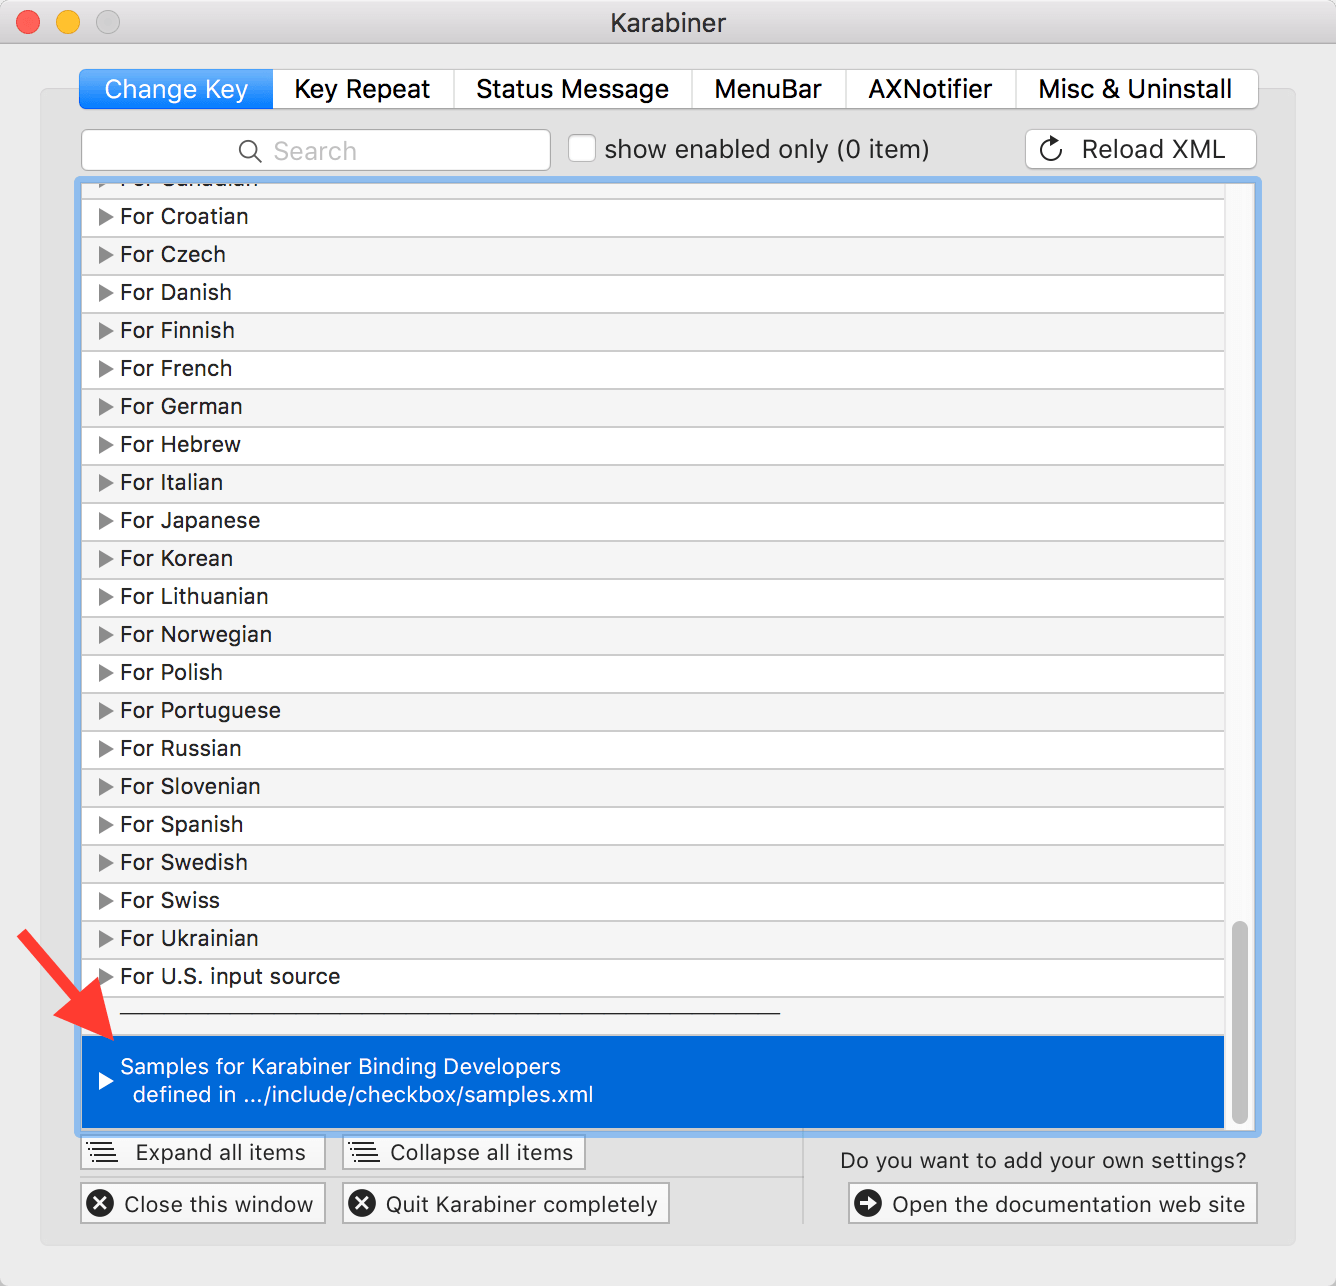 Karabiner
Change Key Key Repeat Status Message MenuBar AXNotifier Misc & Uninstall
Search show enabled only (0 item) Reload XML
For Canadian
For Croatian
For Czech
For Danish
For Finnish
For French
For German
For Hebrew
For Italian
For Japanese
For Korean
For Lithuanian
For Norwegian
For Polish
For Portuguese
For Russian
For Slovenian
For Spanish
For Swedish
For Swiss
For Ukrainian
For U.S. input source
Samples for Karabiner Binding Developers
defined in .../include/checkbox/samples.xml
Expand all items Collapse all items
Do you want to add your own settings?
Close this window Quit Karabiner completely Open the documentation web site